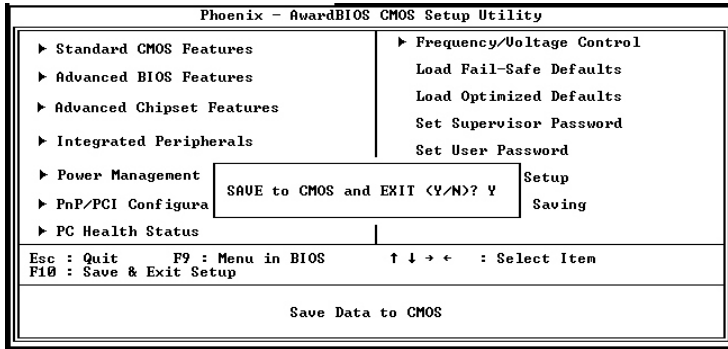 Phoenix - AwardBIOS CMOS Setup Utility
▶ Standard CMOS Features
▶ Advanced BIOS Features
▶ Advanced Chipset Features
▶ Integrated Peripherals
▶ Power Management
▶ PnP/PCI Configura
▶ PC Health Status
▶ Frequency/Voltage Control
Load Fail-Safe Defaults
Load Optimized Defaults
Set Supervisor Password
Set User Password
Setup
Saving
SAVE to CMOS and EXIT (Y/N)? Y
Esc : Quit F9 : Menu in BIOS ↑ ↓ → ← : Select Item
F10 : Save & Exit Setup
Save Data to CMOS